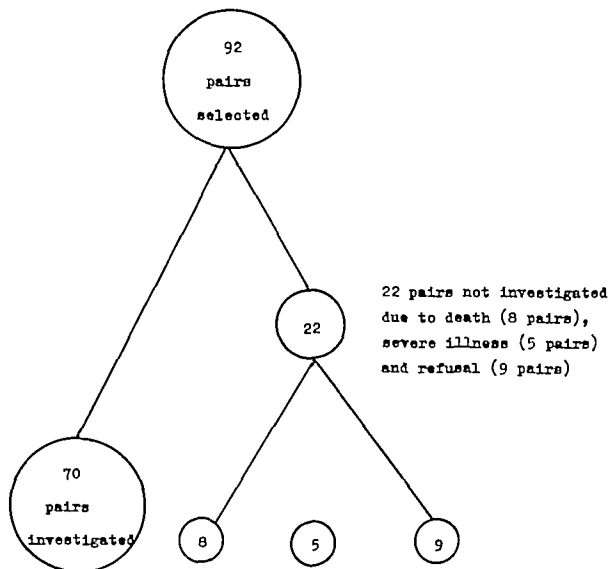 92
pairs
selected
22
22 pairs not investigated
due to death (8 pairs),
severe illness (5 pairs)
and refusal (9 pairs)
70
pairs
investigated
8
5
9